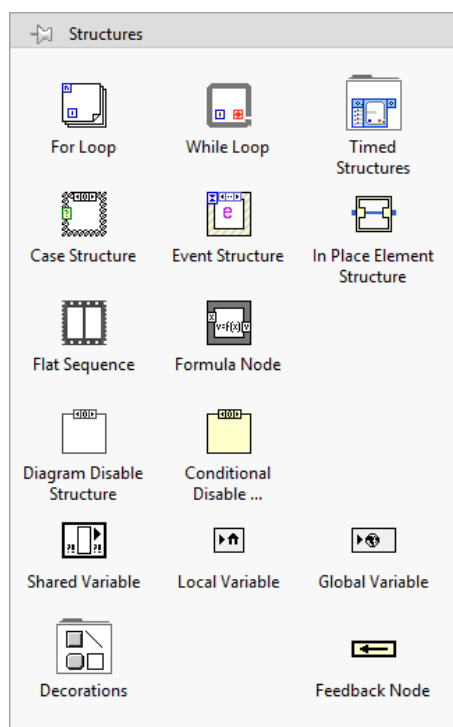 Structures
For Loop
While Loop
Timed
Structures
Case Structure
Event Structure
In Place Element
Structure
Flat Sequence
Formula Node
v=f(x)
Diagram Disable
Structure
Conditional
Disable ...
Shared Variable
Local Variable
Global Variable
Decorations
Feedback Node